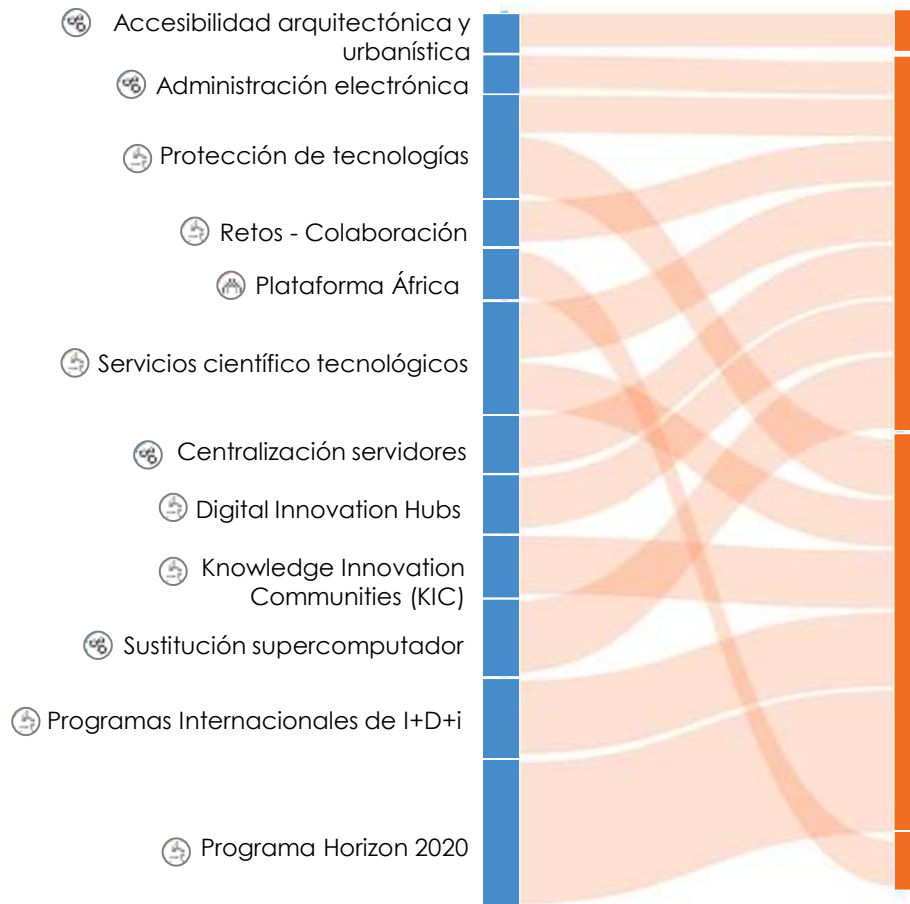 Accesibilidad arquitectónica y
urbanística
Administración electrónica
Protección de tecnologías
Retos - Colaboración
Plataforma África
Servicios científico tecnológicos
Centralización servidores
Digital Innovation Hubs
Knowledge Innovation
Communities (KIC)
Sustitución supercomputador
Programas Internacionales de I+D+i
Programa Horizon 2020